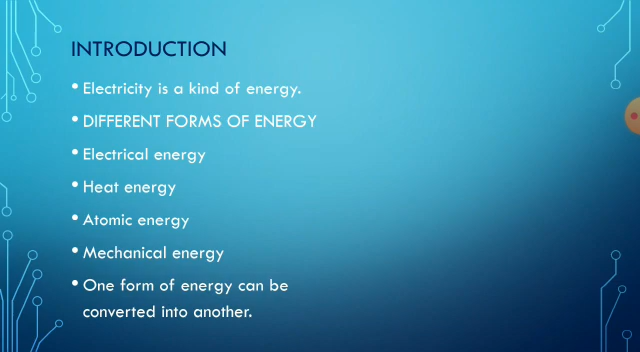 INTRODUCTION
• Electricity is a kind of energy.
• DIFFERENT FORMS OF ENERGY
• Electrical energy
• Heat energy
• Atomic energy
• Mechanical energy
• One form of energy can be
converted into another.